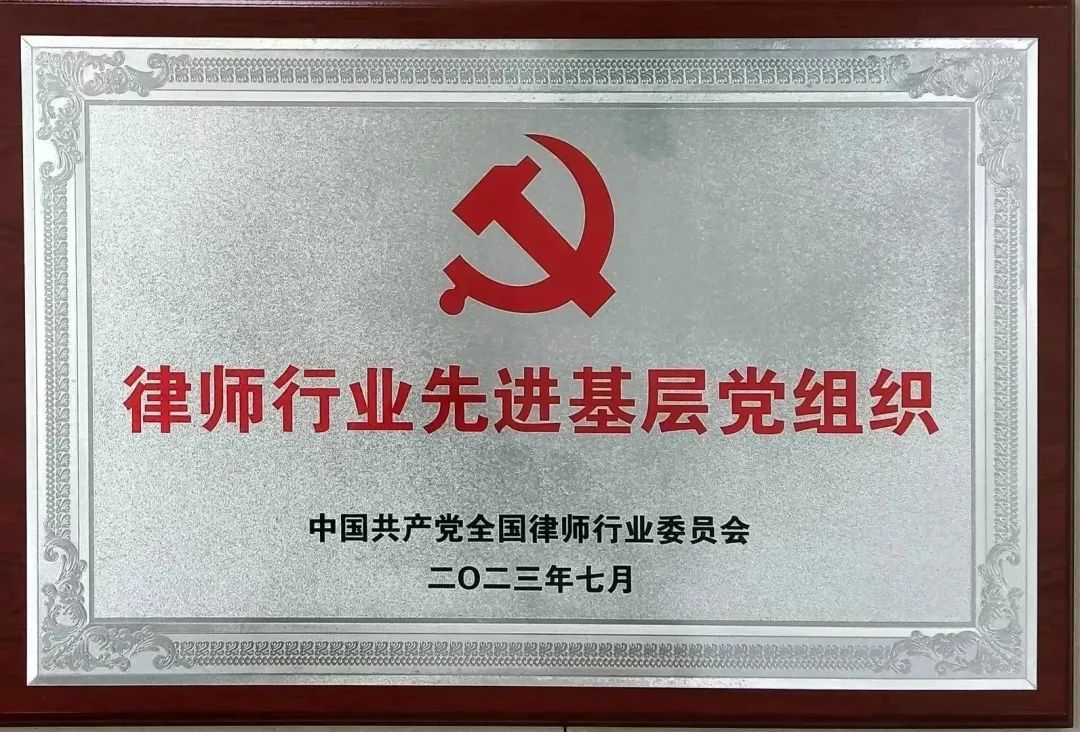 律师行业先进基层党组织
中国共产党全国律师行业委员会
二〇二三年七月